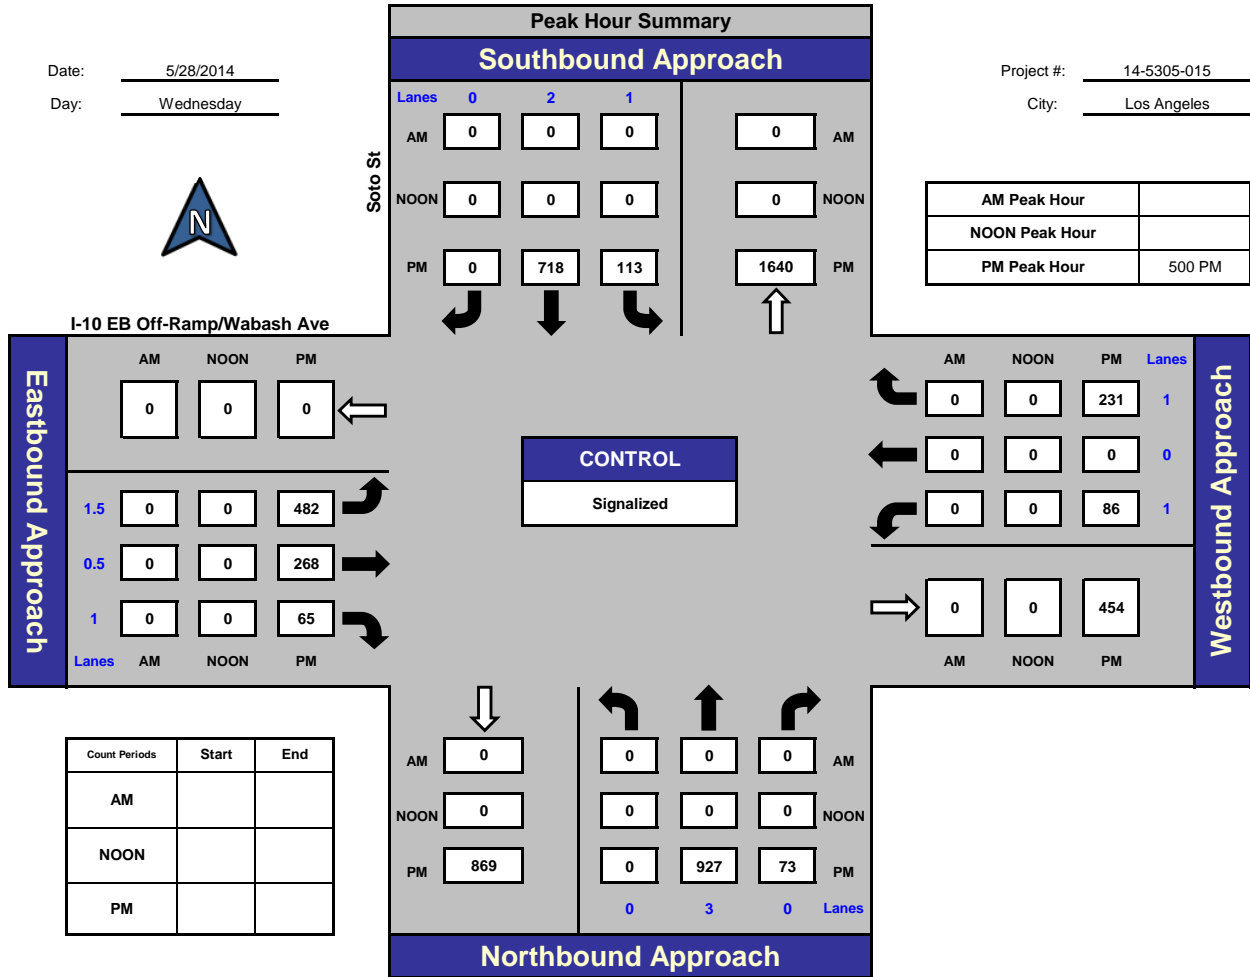 Peak Hour Summary
Southbound Approach
Date: 5/28/2014
Day: Wednesday
Project #: 14-5305-015
City: Los Angeles
N
Soto St
Lanes 0 2 1
AM 0 0 0 0 AM
NOON 0 0 0 0 NOON
PM 0 718 113 1640 PM
AM Peak Hour
NOON Peak Hour
PM Peak Hour 500 PM
I-10 EB Off-Ramp/Wabash Ave
Eastbound Approach
AM NOON PM
0 0 0
1.5 0 0 482
0.5 0 0 268
1 0 0 65
Lanes AM NOON PM
CONTROL
Signalized
AM NOON PM Lanes
0 0 231 1
0 0 0 0
0 0 86 1
0 0 454
AM NOON PM
Westbound Approach
Count Periods Start End
AM
NOON
PM
AM 0 0 0 0 AM
NOON 0 0 0 0 NOON
PM 869 0 927 73 PM
0 3 0 Lanes
Northbound Approach